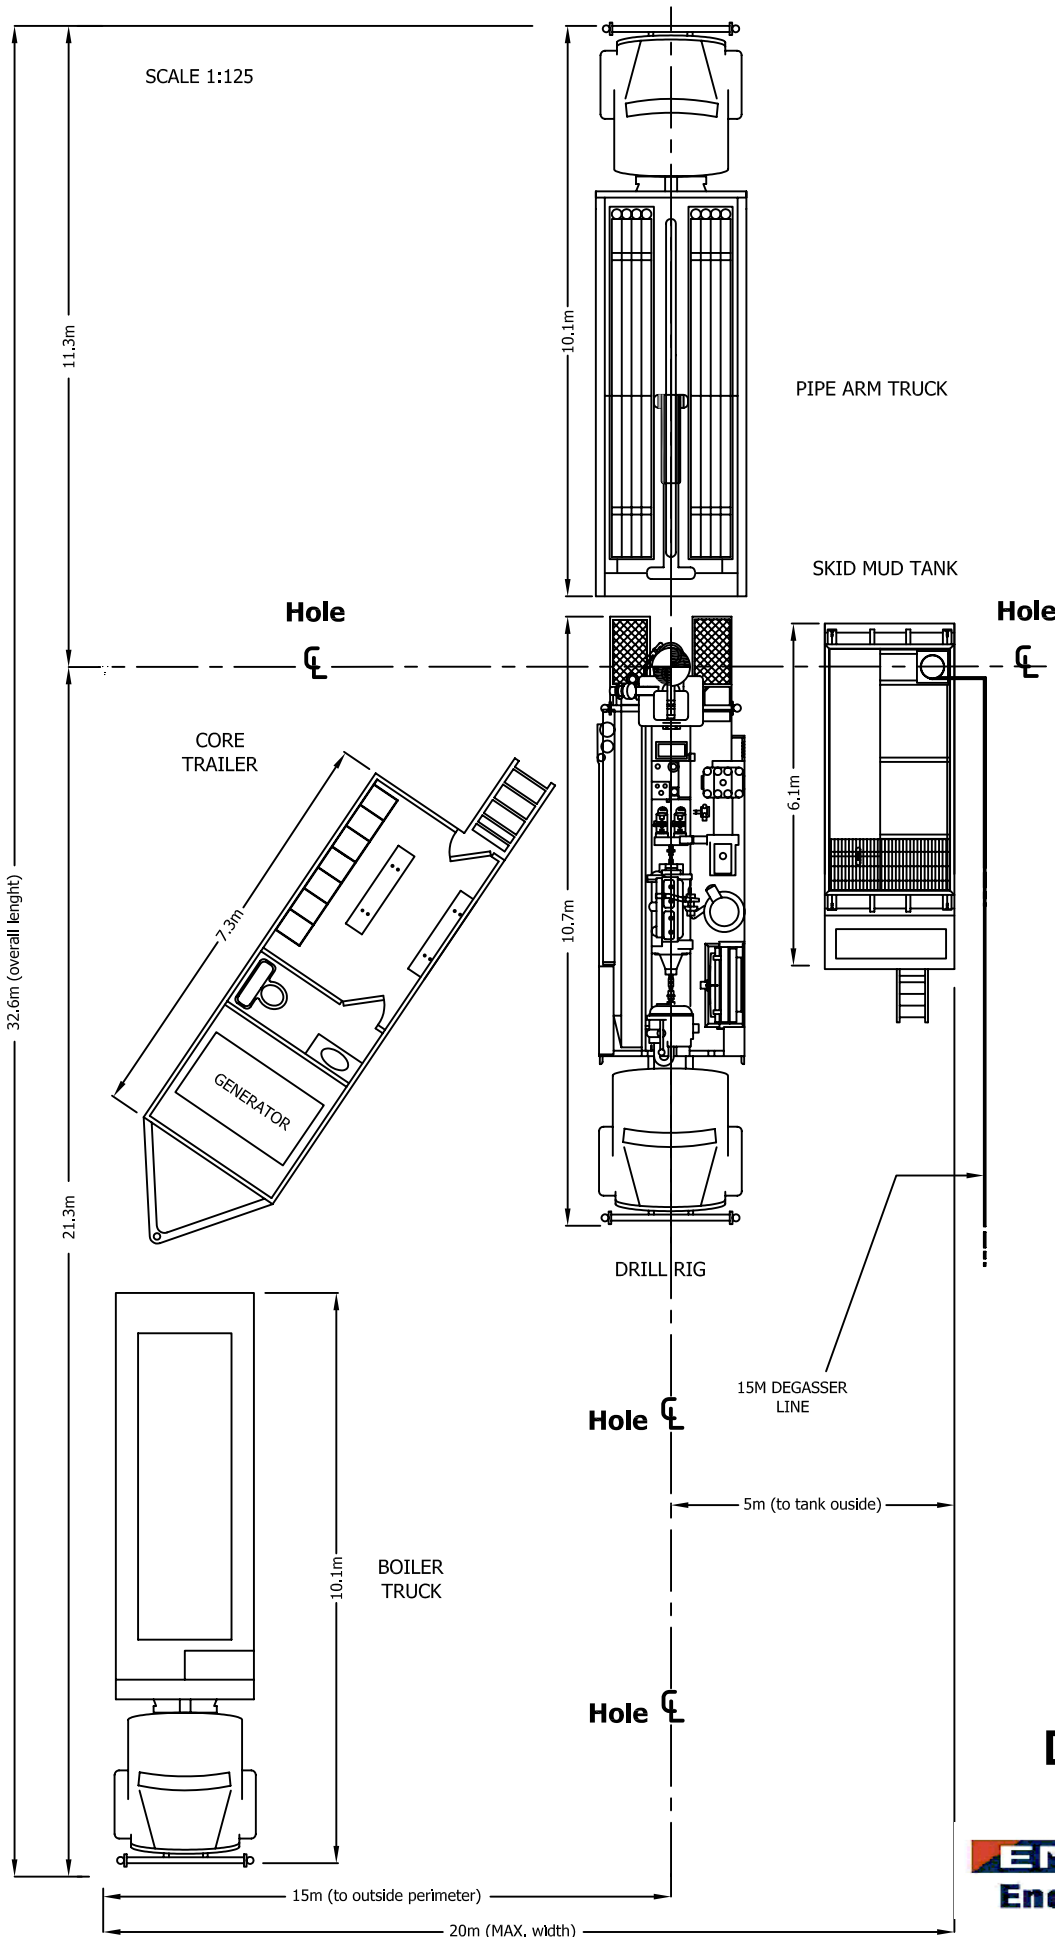 SCALE 1:125
11.3m
10.1m
PIPE ARM TRUCK
SKID MUD TANK
Hole
Hole
CORE
TRAILER
6.1m
32.6m (overall lenght)
7.3m
10.7m
GENERATOR
21.3m
DRILL RIG
15M DEGASSER
LINE
Hole
5m (to tank ouside)
10.1m
BOILER
TRUCK
Hole
15m (to outside perimeter)
20m (MAX. width)